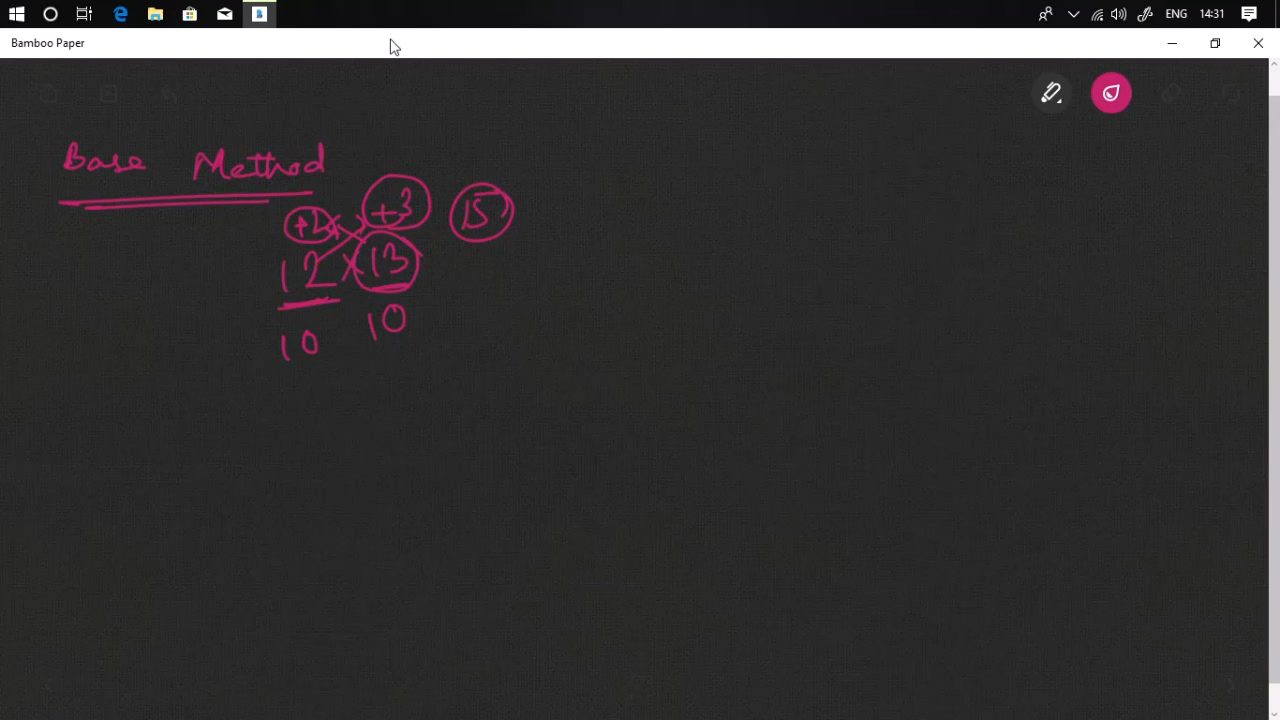 ENG 14:31
Bamboo Paper
Base Method
+2 +3 15
12 × 13
10 10